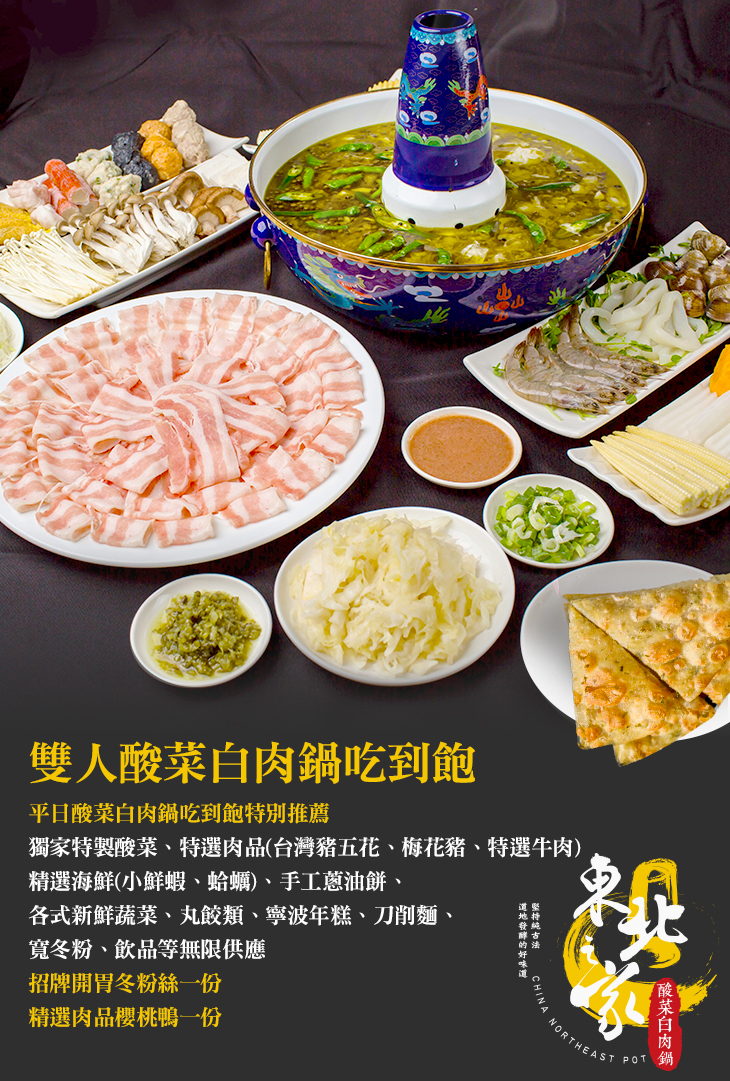 雙人酸菜白肉鍋吃到飽
平日酸菜白肉鍋吃到飽特別推薦
獨家特製酸菜、特選肉品(台灣豬五花、梅花豬、特選牛肉)
精選海鮮(小鮮蝦、蛤蠣)、手工蔥油餅、
各式新鮮蔬菜、丸餃類、寧波年糕、刀削麵、
寬冬粉、飲品等無限供應
招牌開胃冬粉絲一份
精選肉品櫻桃鴨一份
堅持純古法
道地發酵的好味道
東北之家
酸菜白肉鍋
CHINA NORTHEAST POT